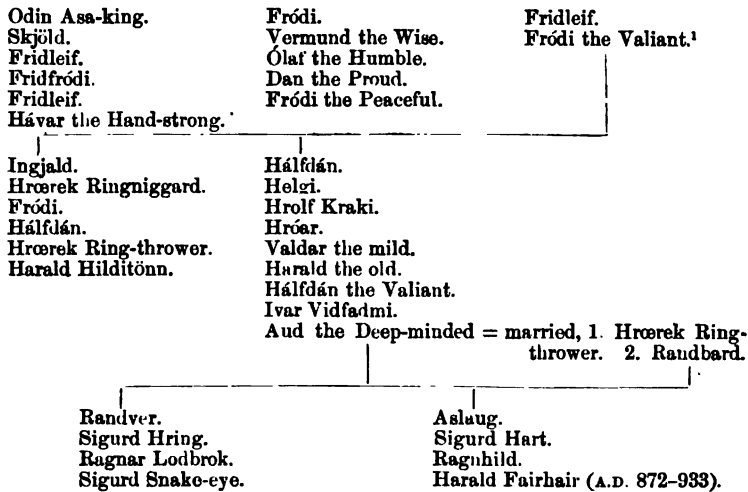 Odin Asa-king.
Skjöld.
Fridleif.
Fridfródi.
Fridleif.
Hávar the Hand-strong.
Fródi.
Vermund the Wise.
Ólaf the Humble.
Dan the Proud.
Fródi the Peaceful.
Fridleif.
Fródi the Valiant.¹
Ingjald.
Hrœrek Ringniggard.
Fródi.
Hálfdán.
Hrœrek Ring-thrower.
Harald Hilditönn.
Hálfdán.
Helgi.
Hrolf Kraki.
Hróar.
Valdar the mild.
Harald the old.
Hálfdán the Valiant.
Ivar Vidfadmi.
Aud the Deep-minded = married, 1. Hrœrek Ring-
thrower. 2. Raudbard.
Randver.
Sigurd Hring.
Ragnar Lodbrok.
Sigurd Snake-eye.
Aslaug.
Sigurd Hart.
Ragnhild.
Harald Fairhair (A.D. 872–933).